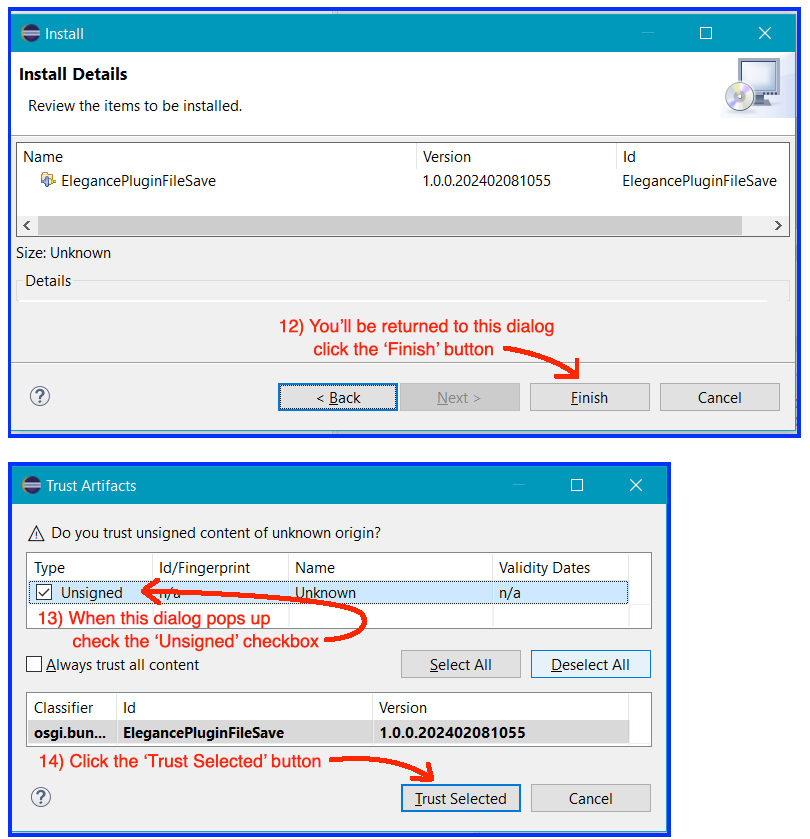 Install
Install Details
Review the items to be installed.
Name Version Id
ElegancePluginFileSave 1.0.0.202402081055 ElegancePluginFileSave
Size: Unknown
Details
12) You'll be returned to this dialog
click the ‘Finish’ button
? < Back Next > Finish Cancel
Trust Artifacts
Do you trust unsigned content of unknown origin?
Type Id/Fingerprint Name Validity Dates
Unsigned n/a Unknown n/a
13) When this dialog pops up
check the ‘Unsigned’ checkbox
Always trust all content Select All Deselect All
Classifier Id Version
osgi.bun... ElegancePluginFileSave 1.0.0.202402081055
14) Click the ‘Trust Selected’ button
? Trust Selected Cancel